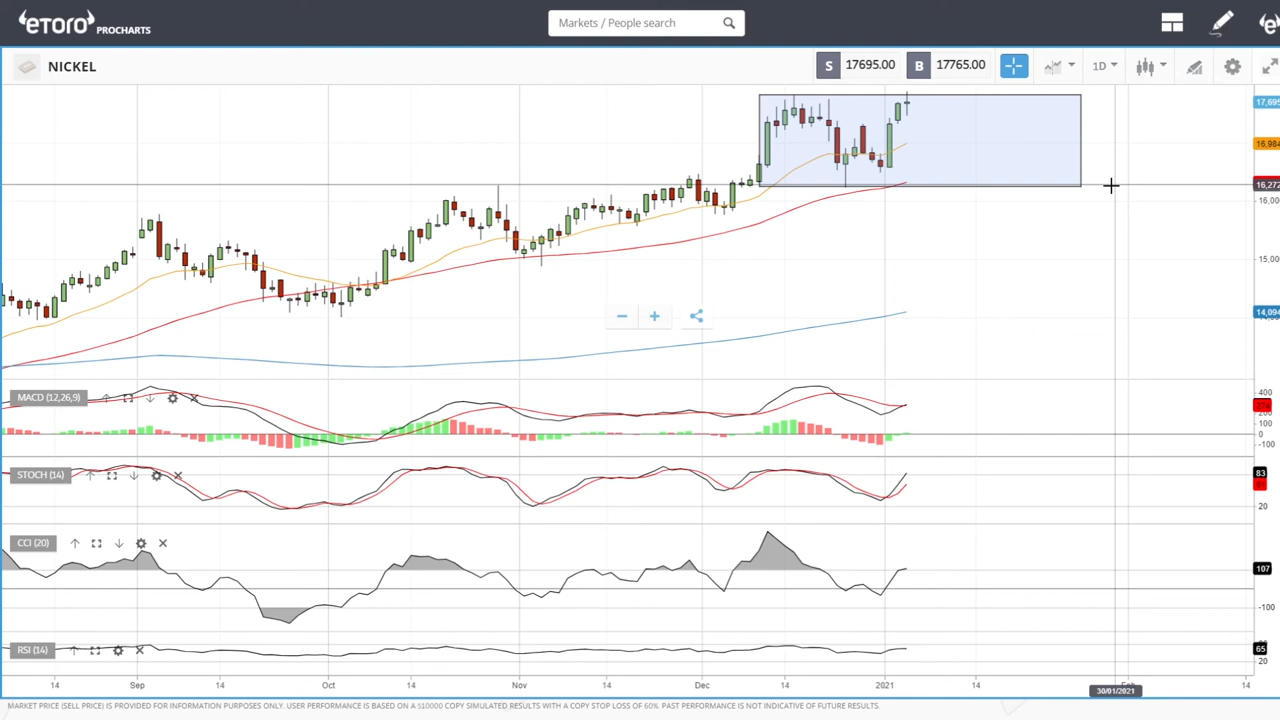 eTORO PROCHARTS
Markets / People search
NICKEL
S 17695.00 B 17765.00
1D
17,695
16,984
16,272
16,000
15,000
14,094
MACD (12,26,9)
400
200
100
0
-100
STOCH (14)
83
20
CCI (20)
107
-100
RSI (14)
65
20
14 Sep 14 Oct 14 Nov 14 Dec 14 2021 14 14
30/01/2021
MARKET PRICE (SELL PRICE) IS PROVIDED FOR INFORMATION PURPOSES ONLY. USER PERFORMANCE IS BASED ON A $10000 COPY SIMULATED RESULTS WITH A COPY STOP LOSS OF 60%. PAST PERFORMANCE IS NOT INDICATIVE OF FUTURE RESULTS.